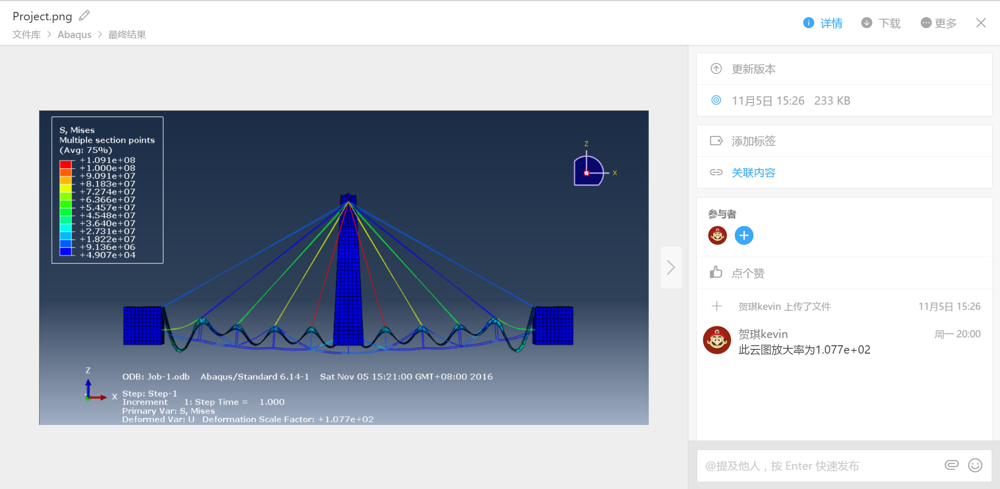 Project.png
文件库 > Abaqus > 最终结果
详情
下载
更多
S, Mises
Multiple section points
(Avg: 75%)
+1.091e+08
+1.000e+08
+9.091e+07
+8.183e+07
+7.274e+07
+6.366e+07
+5.457e+07
+4.548e+07
+3.640e+07
+2.731e+07
+1.822e+07
+9.136e+06
+4.907e+04
Z
X
Z
X
ODB: Job-1.odb Abaqus/Standard 6.14-1 Sat Nov 05 15:21:00 GMT+08:00 2016
Step: Step-1
Increment 1: Step Time = 1.000
Primary Var: S, Mises
Deformed Var: U Deformation Scale Factor: +1.077e+02
更新版本
11月5日 15:26 233 KB
添加标签
关联内容
参与者
点个赞
贺琪kevin 上传了文件 11月5日 15:26
贺琪kevin 周一 20:00
此云图放大率为1.077e+02
@提及他人，按 Enter 快速发布